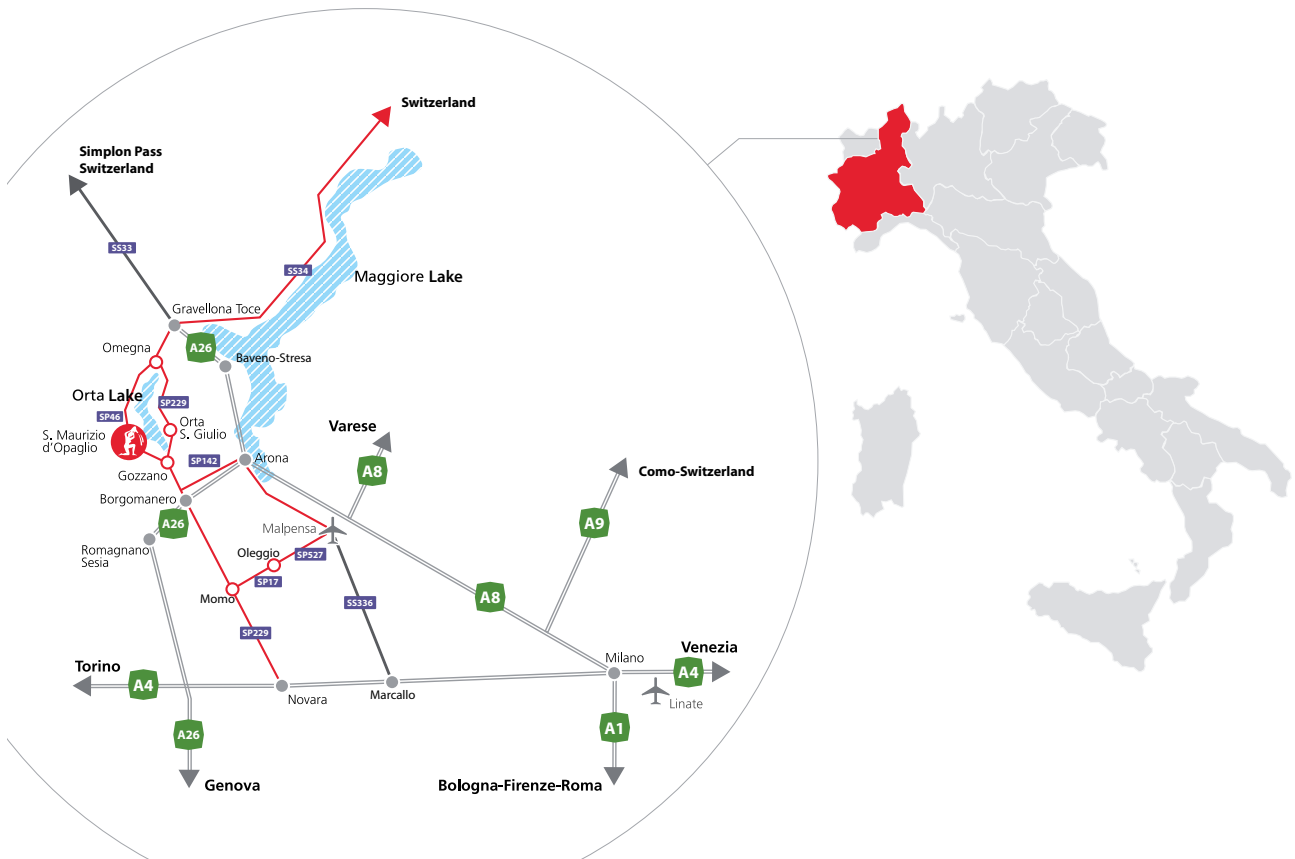 Switzerland
Simplon Pass
Switzerland
SS33
SS34
Maggiore Lake
Gravellona Toce
A26
Omegna
Baveno-Stresa
Orta Lake
SP229
SP46
Orta
S. Giulio
S. Maurizio
d'Opaglio
Varese
Arona
SP142
A8
Como-Switzerland
Gozzano
Borgomanero
A26
A9
Malpensa
Romagnano
Sesia
Oleggio
SP527
SP17
Momo
SS336
A8
SP229
Torino
Milano
Venezia
A4
A4
Novara
Marcallo
Linate
A26
A1
Genova
Bologna-Firenze-Roma